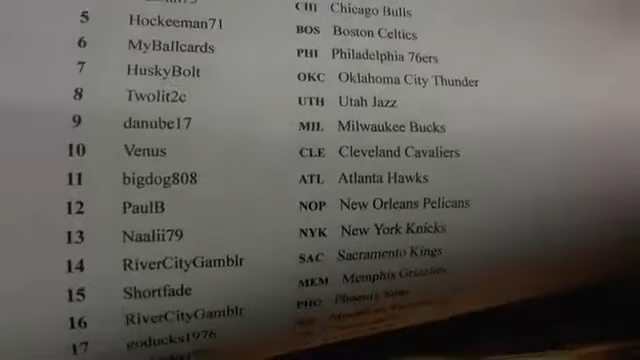 CHI Chicago Bulls
5 Hockeeman71 BOS Boston Celtics
6 MyBallcards PHI Philadelphia 76ers
7 HuskyBolt OKC Oklahoma City Thunder
8 Twolit2c UTH Utah Jazz
9 danube17 MIL Milwaukee Bucks
10 Venus CLE Cleveland Cavaliers
11 bigdog808 ATL Atlanta Hawks
12 PaulB NOP New Orleans Pelicans
13 Naalii79 NYK New York Knicks
14 RiverCityGamblr SAC Sacramento Kings
15 Shortfade MEM Memphis Grizzlies
16 RiverCityGamblr PHO Phoenix Suns
17 goducks1976